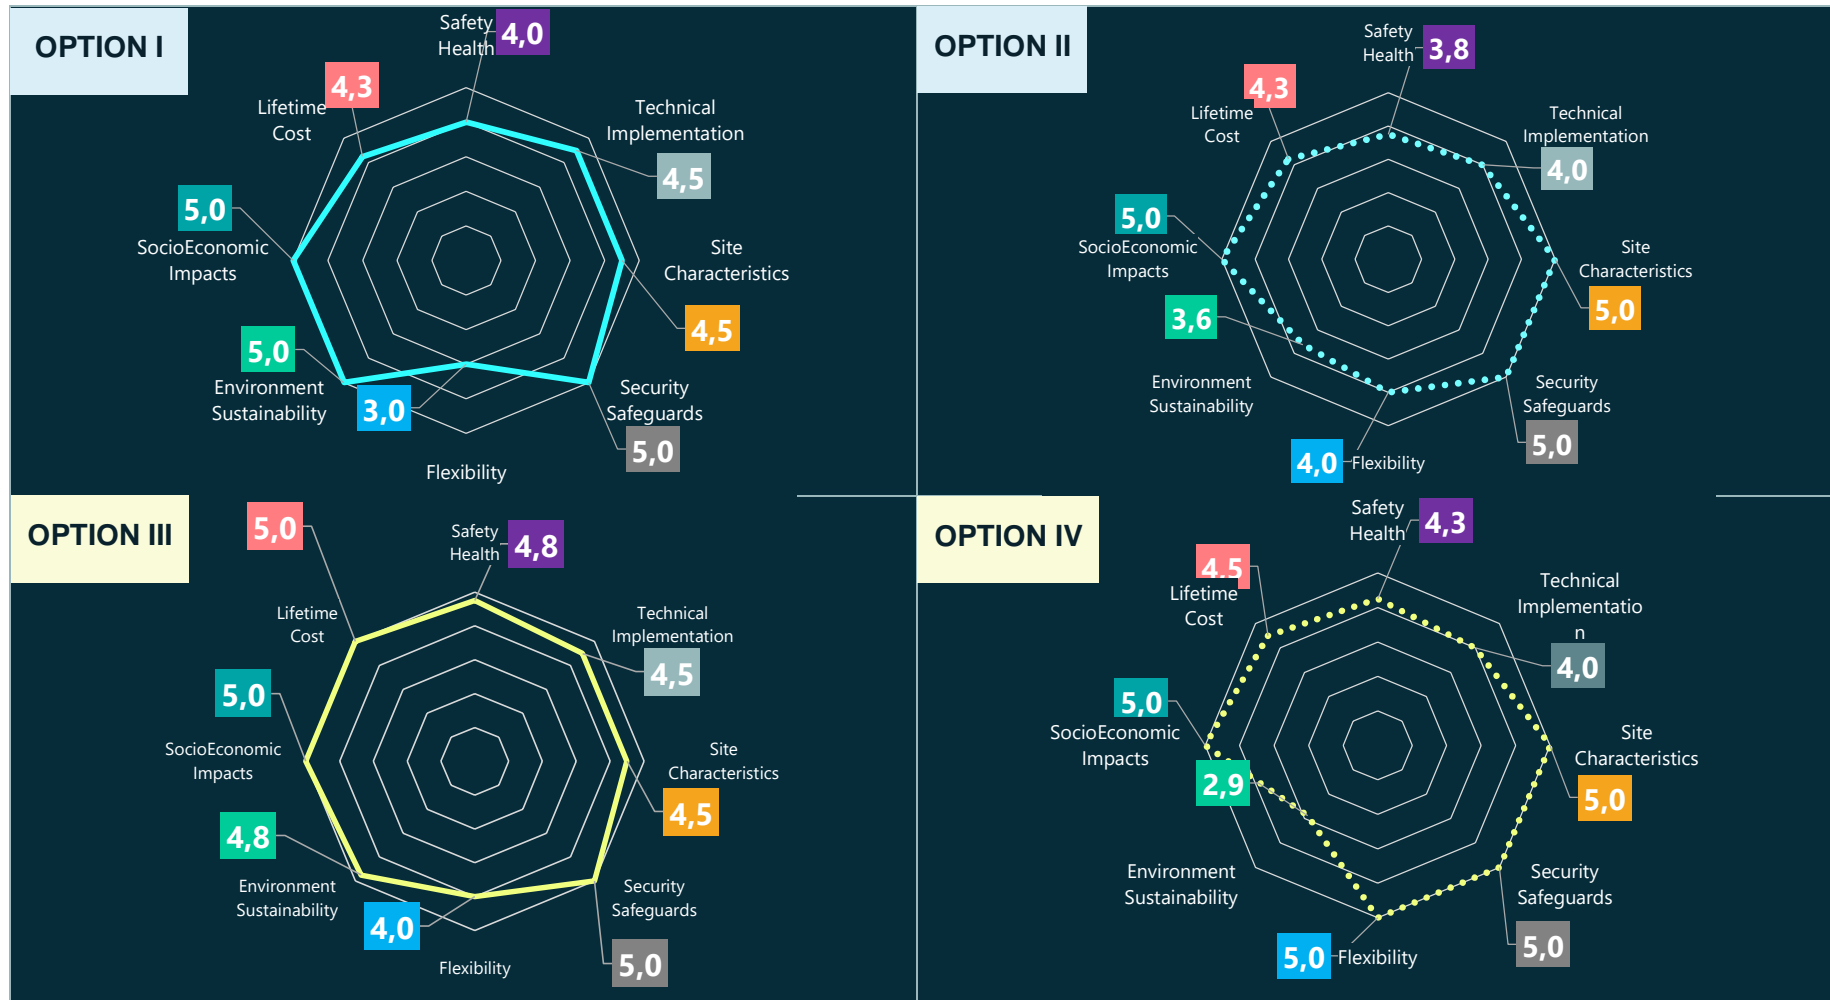 OPTION I
Safety
Health
4,0
Technical
Implementation
4,5
Site
Characteristics
4,5
Security
Safeguards
5,0
Flexibility
3,0
Environment
Sustainability
5,0
SocioEconomic
Impacts
5,0
Lifetime
Cost
4,3
OPTION II
Safety
Health
3,8
Technical
Implementation
4,0
Site
Characteristics
5,0
Security
Safeguards
5,0
Flexibility
4,0
Environment
Sustainability
3,6
SocioEconomic
Impacts
5,0
Lifetime
Cost
4,3
OPTION III
Safety
Health
4,8
Technical
Implementation
4,5
Site
Characteristics
4,5
Security
Safeguards
5,0
Flexibility
4,0
Environment
Sustainability
4,8
SocioEconomic
Impacts
5,0
Lifetime
Cost
5,0
OPTION IV
Safety
Health
4,3
Technical
Implementatio
n
4,0
Site
Characteristics
5,0
Security
Safeguards
5,0
Flexibility
5,0
Environment
Sustainability
2,9
SocioEconomic
Impacts
5,0
Lifetime
Cost
4,5